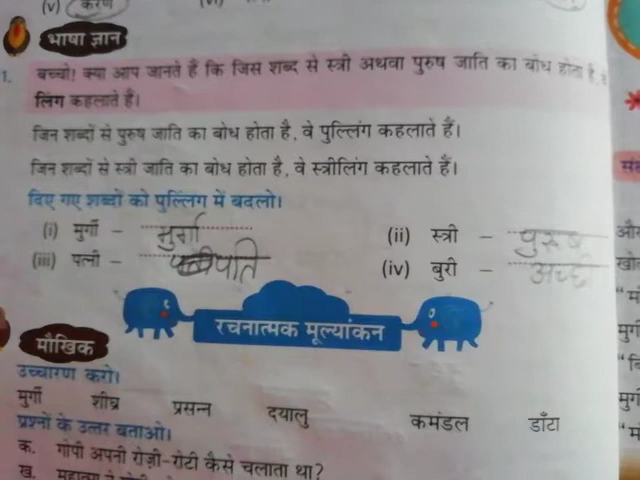 (v) करण
भाषा ज्ञान
1. बच्चो! क्या आप जानते हैं कि जिस शब्द से स्त्री अथवा पुरुष जाति का बोध होता है,
लिंग कहलाते हैं।
जिन शब्दों से पुरुष जाति का बोध होता है, वे पुल्लिंग कहलाते हैं।
जिन शब्दों से स्त्री जाति का बोध होता है, वे स्त्रीलिंग कहलाते हैं।
दिए गए शब्दों को पुल्लिंग में बदलो।
(i) मुर्गी – मुर्गा (ii) स्त्री – पुरुष
(iii) पत्नी – पति (iv) बुरी – अच्छी
रचनात्मक मूल्यांकन
मौखिक
उच्चारण करो।
मुर्गी शीघ्र प्रसन्न दयालु कमंडल डाँटा
प्रश्नों के उत्तर बताओ।
क. गोपी अपनी रोज़ी-रोटी कैसे चलाता था?
ख.